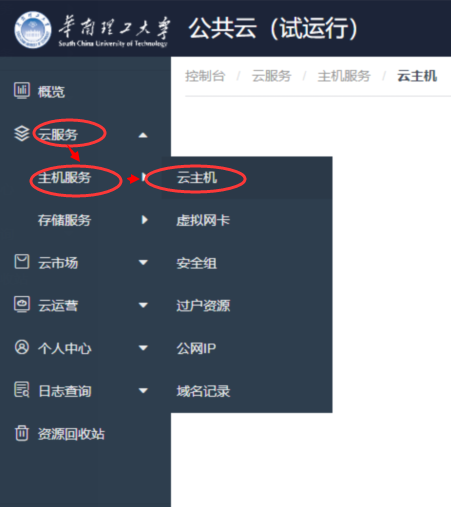 华南理工大学
South China University of Technology
公共云（试运行）
控制台 / 云服务 / 主机服务 / 云主机
概览
云服务
主机服务
云主机
存储服务
虚拟网卡
云市场
安全组
云运营
过户资源
个人中心
公网IP
日志查询
域名记录
资源回收站